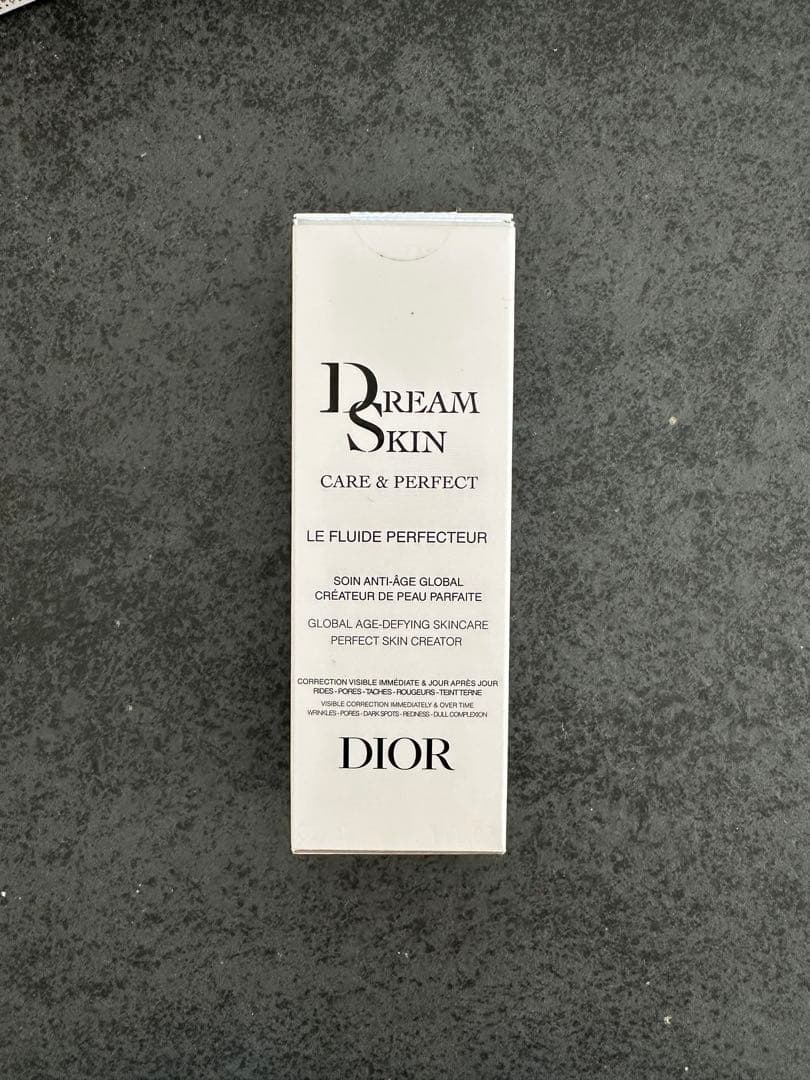 DREAM
SKIN
CARE & PERFECT
LE FLUIDE PERFECTEUR
SOIN ANTI-ÂGE GLOBAL
CRÉATEUR DE PEAU PARFAITE
GLOBAL AGE-DEFYING SKINCARE
PERFECT SKIN CREATOR
CORRECTION VISIBLE IMMÉDIATE & JOUR APRÈS JOUR
RIDES - PORES - TACHES - ROUGEURS - TEINT TERNE
VISIBLE CORRECTION IMMEDIATELY & OVER TIME
WRINKLES - PORES - DARK SPOTS - REDNESS - DULL COMPLEXION
DIOR